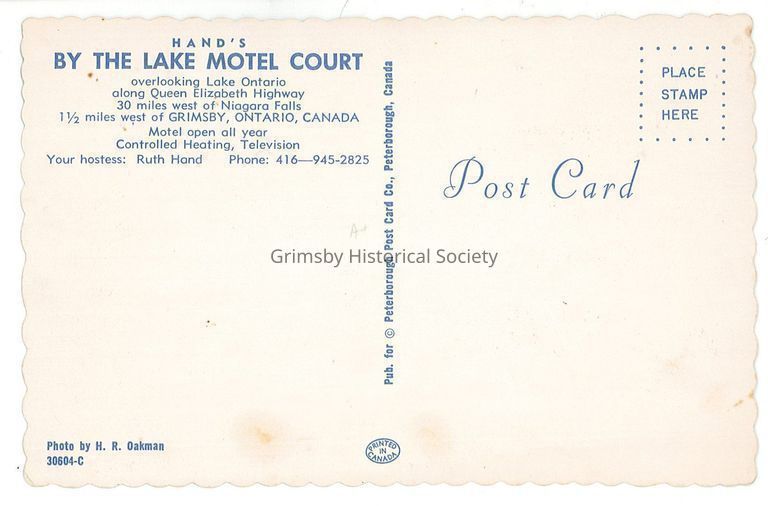 HAND'S
BY THE LAKE MOTEL COURT
overlooking Lake Ontario
along Queen Elizabeth Highway
30 miles west of Niagara Falls
1½ miles west of GRIMSBY, ONTARIO, CANADA
Motel open all year
Controlled Heating, Television
Your hostess: Ruth Hand Phone: 416—945-2825
Pub. for © Peterborough Post Card Co., Peterborough, Canada
PLACE
STAMP
HERE
Post Card
Grimsby Historical Society
Photo by H. R. Oakman
30604-C
PRINTED
IN
CANADA